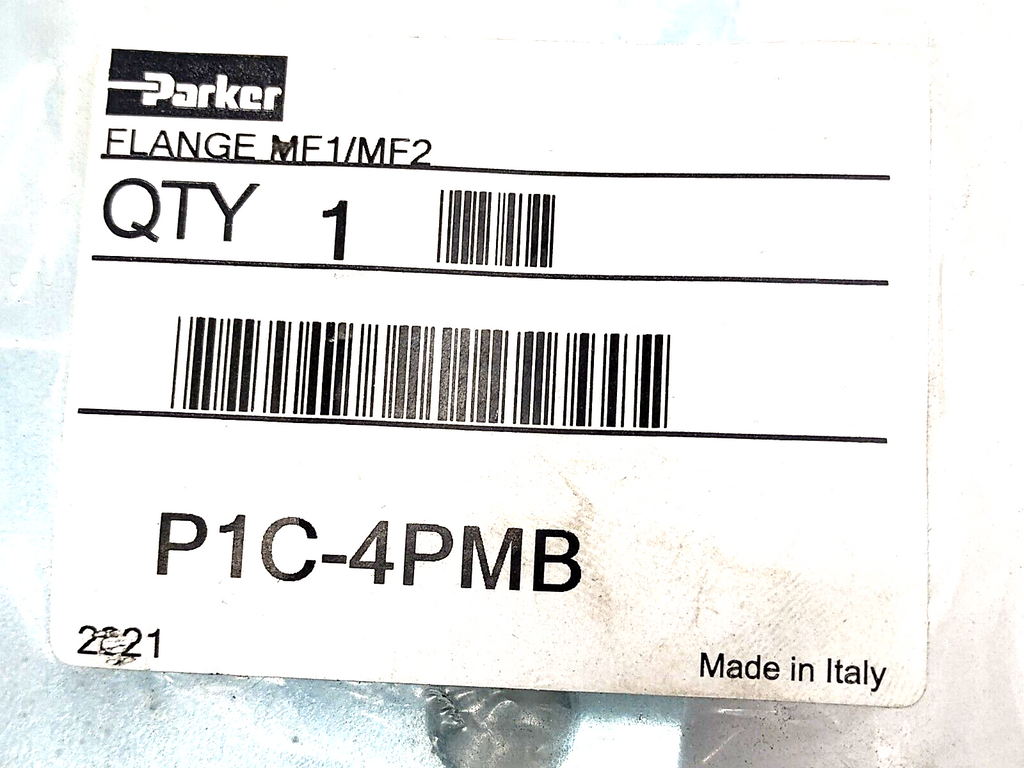 Parker
FLANGE MF1/MF2
QTY 1
P1C-4PMB
Made in Italy